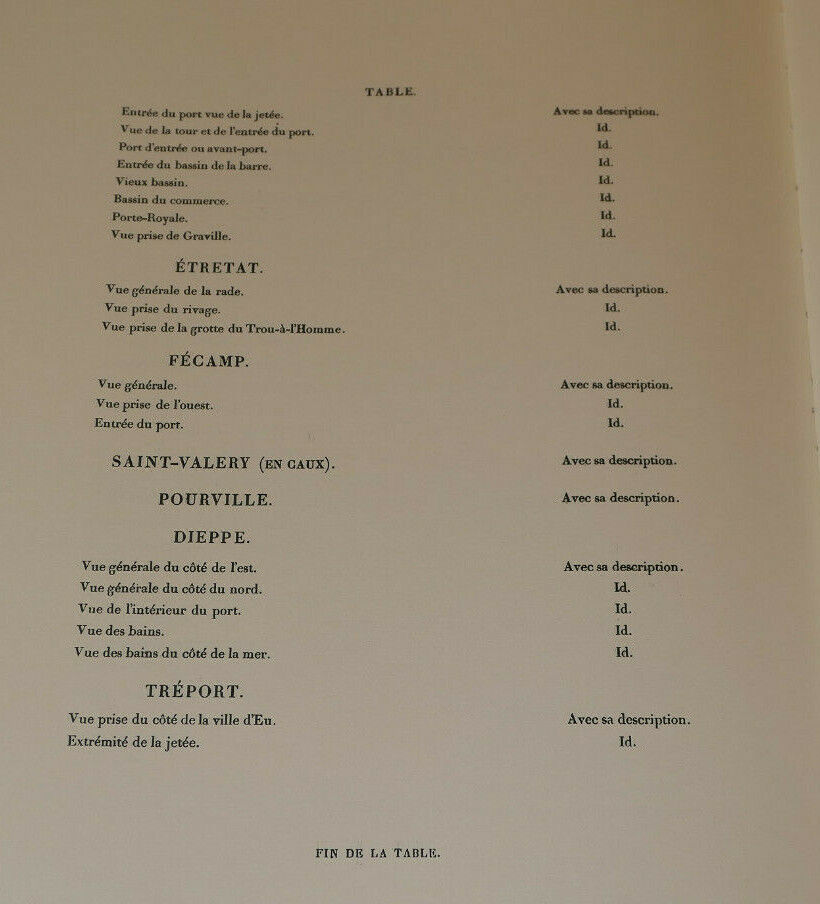 TABLE.
Entrée du port vue de la jetée. Avec sa description.
Vue de la tour et de l'entrée du port. Id.
Port d'entrée ou avant-port. Id.
Entrée du bassin de la barre. Id.
Vieux bassin. Id.
Bassin du commerce. Id.
Porte-Royale. Id.
Vue prise de Graville. Id.
ÉTRETAT.
Vue générale de la rade. Avec sa description.
Vue prise du rivage. Id.
Vue prise de la grotte du Trou-à-l'Homme. Id.
FÉCAMP.
Vue générale. Avec sa description.
Vue prise de l'ouest. Id.
Entrée du port. Id.
SAINT-VALERY (EN CAUX). Avec sa description.
POURVILLE. Avec sa description.
DIEPPE.
Vue générale du côté de l'est. Avec sa description.
Vue générale du côté du nord. Id.
Vue de l'intérieur du port. Id.
Vue des bains. Id.
Vue des bains du côté de la mer. Id.
TRÉPORT.
Vue prise du côté de la ville d'Eu. Avec sa description.
Extrémité de la jetée. Id.
FIN DE LA TABLE.